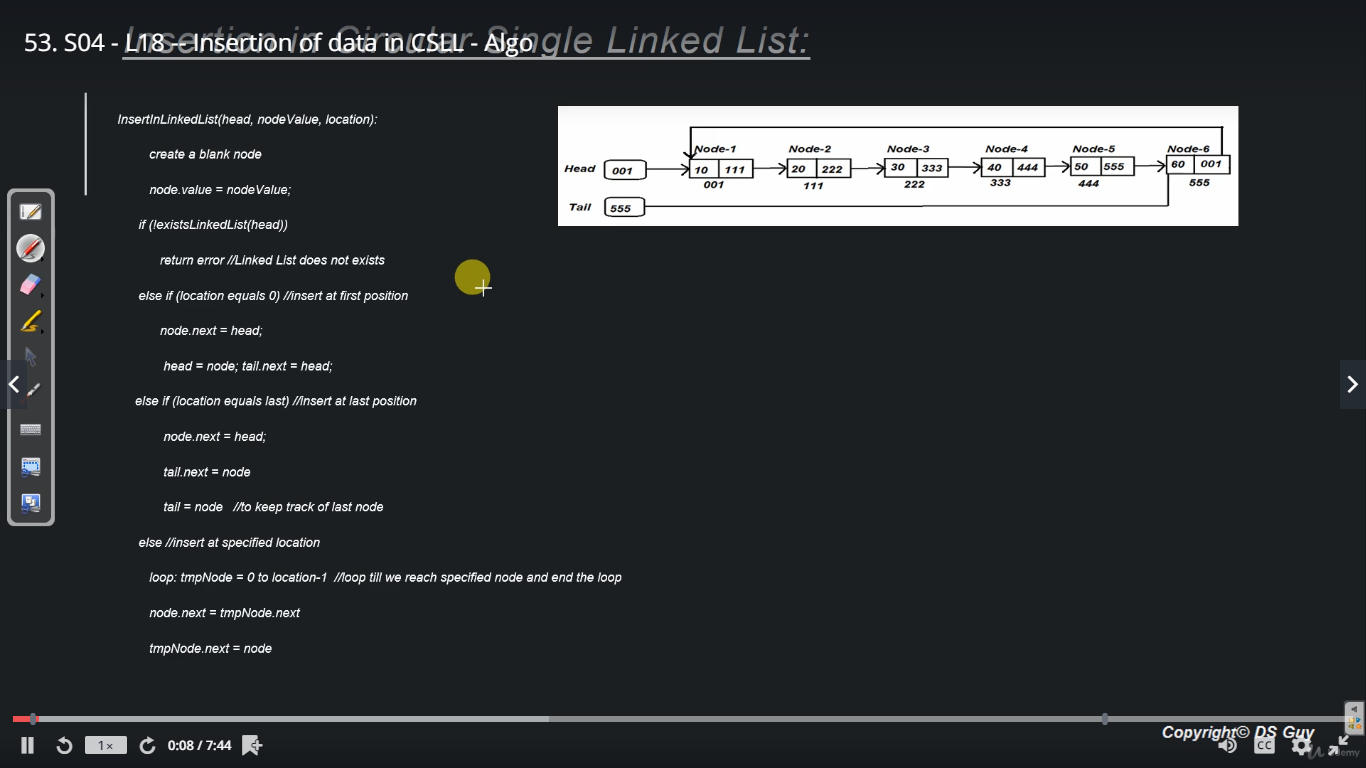 Insertion in Circular Single Linked List:
53. S04 - L18 -- Insertion of data in CSLL - Algo
InsertInLinkedList(head, nodeValue, location):
create a blank node
node.value = nodeValue;
if (!existsLinkedList(head))
return error //Linked List does not exists
else if (location equals 0) //insert at first position
node.next = head;
head = node; tail.next = head;
else if (location equals last) //insert at last position
node.next = head;
tail.next = node
tail = node //to keep track of last node
else //insert at specified location
loop: tmpNode = 0 to location-1 //loop till we reach specified node and end the loop
node.next = tmpNode.next
tmpNode.next = node
Node-1 Node-2 Node-3 Node-4 Node-5 Node-6
Head 001 10 111 20 222 30 333 40 444 50 555 60 001
001 111 222 333 444 555
Tail 555
Copyright© DS Guy
1x 0:08 / 7:44 CC